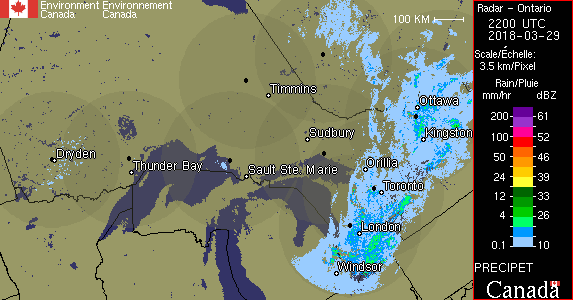 Environment Environnement
Canada Canada
100 KM
Radar - Ontario
2200 UTC
2018-03-29
Scale/Échelle:
3.5 km/Pixel
Rain/Pluie
mm/hr dBZ
200 61
100 52
50 46
24 39
12 33
4 26
0.1 10
PRECIPET
Canada
Timmins
Ottawa
Sudbury
Kingston
Dryden
Thunder Bay
Sault Ste. Marie
Orillia
Toronto
London
Windsor